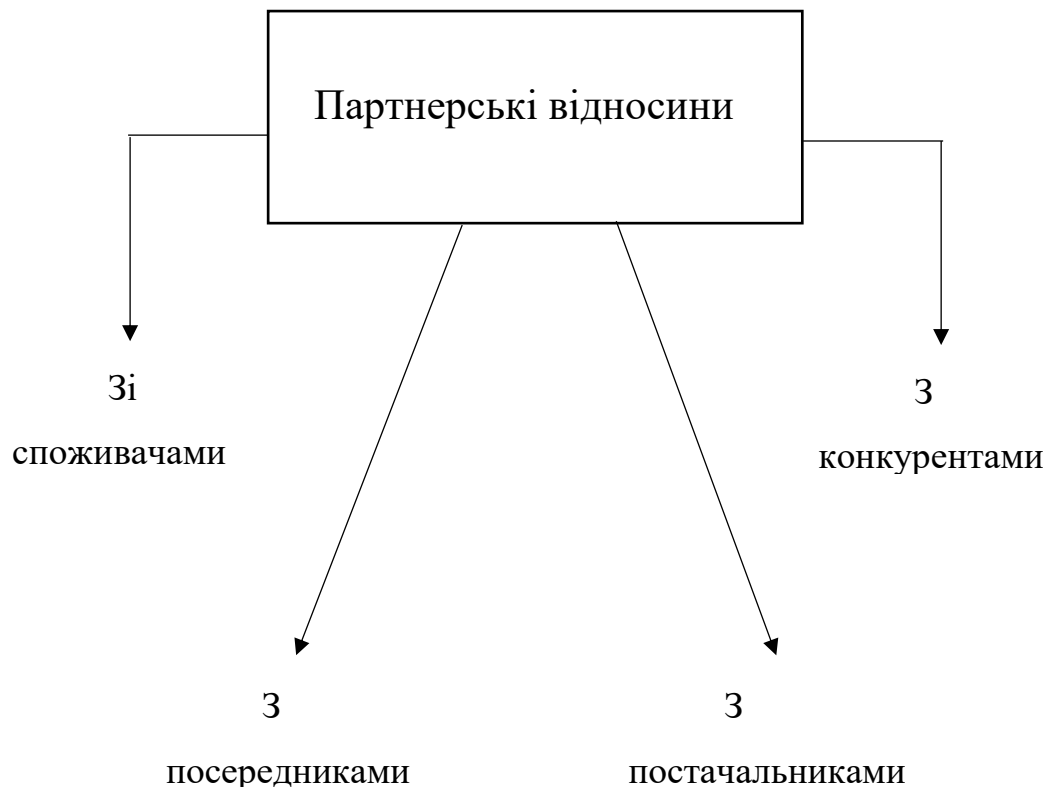 Партнерські відносини
Зі
споживачами
З
конкурентами
З
посередниками
З
постачальниками